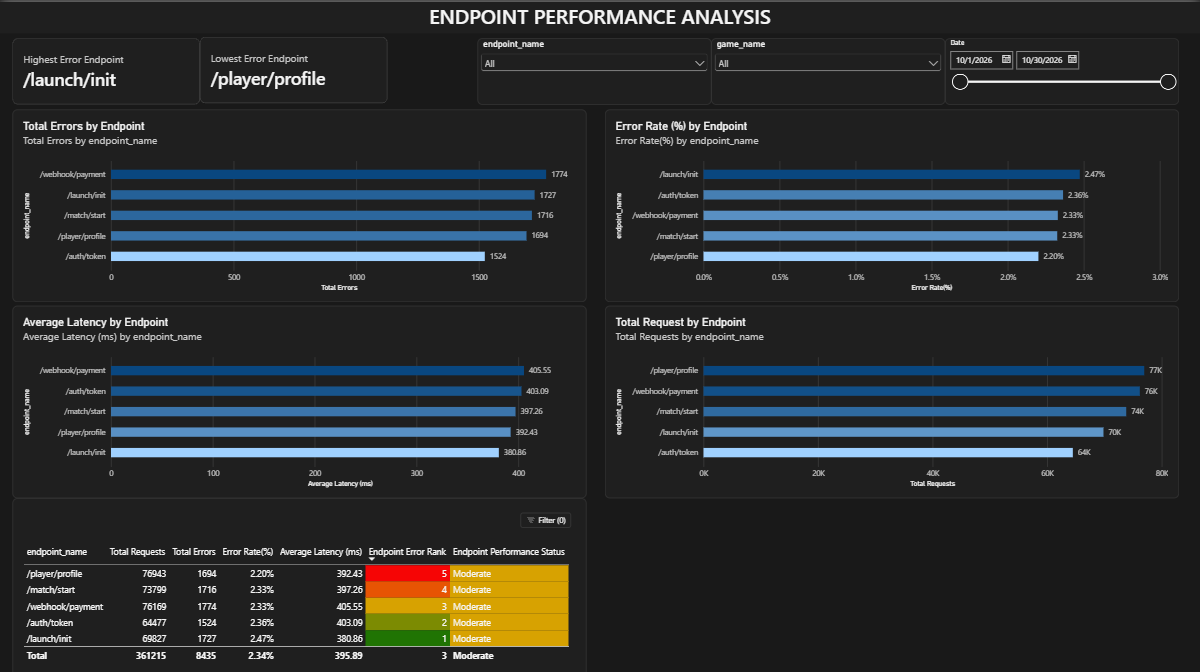 ENDPOINT PERFORMANCE ANALYSIS
Highest Error Endpoint
/launch/init
Lowest Error Endpoint
/player/profile
endpoint_name
All
game_name
All
Date
10/1/2026
10/30/2026
Total Errors by Endpoint
Total Errors by endpoint_name
endpoint_name
/webhook/payment 1774
/launch/init 1727
/match/start 1716
/player/profile 1694
/auth/token 1524
0 500 1000 1500
Total Errors
Error Rate (%) by Endpoint
Error Rate(%) by endpoint_name
endpoint_name
/launch/init 2.47%
/auth/token 2.36%
/webhook/payment 2.33%
/match/start 2.33%
/player/profile 2.20%
0.0% 0.5% 1.0% 1.5% 2.0% 2.5% 3.0%
Error Rate(%)
Average Latency by Endpoint
Average Latency (ms) by endpoint_name
endpoint_name
/webhook/payment 405.55
/auth/token 403.09
/match/start 397.26
/player/profile 392.43
/launch/init 380.86
0 100 200 300 400
Average Latency (ms)
Total Request by Endpoint
Total Requests by endpoint_name
endpoint_name
/player/profile 77K
/webhook/payment 76K
/match/start 74K
/launch/init 70K
/auth/token 64K
0K 20K 40K 60K 80K
Total Requests
Filter (0)
endpoint_name Total Requests Total Errors Error Rate(%) Average Latency (ms) Endpoint Error Rank Endpoint Performance Status
/player/profile 76943 1694 2.20% 392.43 5 Moderate
/match/start 73799 1716 2.33% 397.26 4 Moderate
/webhook/payment 76169 1774 2.33% 405.55 3 Moderate
/auth/token 64477 1524 2.36% 403.09 2 Moderate
/launch/init 69827 1727 2.47% 380.86 1 Moderate
Total 361215 8435 2.34% 395.89 3 Moderate